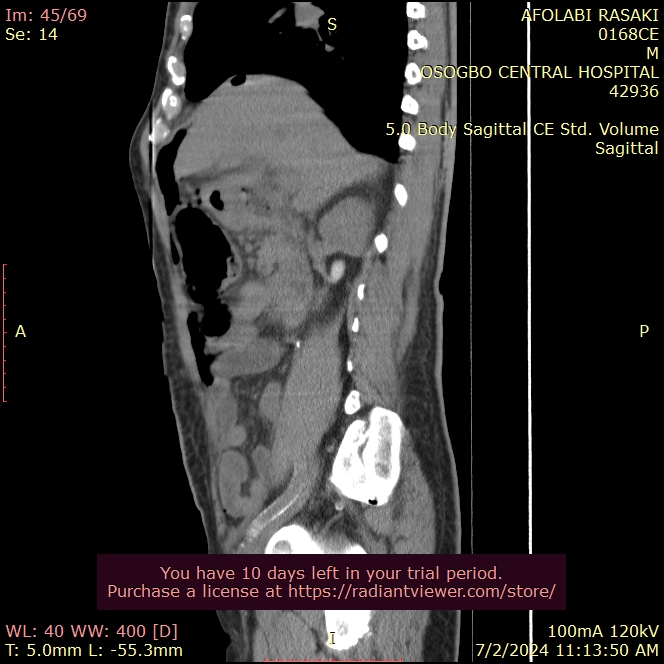 Im: 45/69
Se: 14
S
AFOLABI RASAKI
0168CE
M
OSOGBO CENTRAL HOSPITAL
42936
5.0 Body Sagittal CE Std. Volume
Sagittal
A
P
You have 10 days left in your trial period.
Purchase a license at https://radiantviewer.com/store/
WL: 40 WW: 400 [D]
T: 5.0mm L: -55.3mm
I
100mA 120kV
7/2/2024 11:13:50 AM